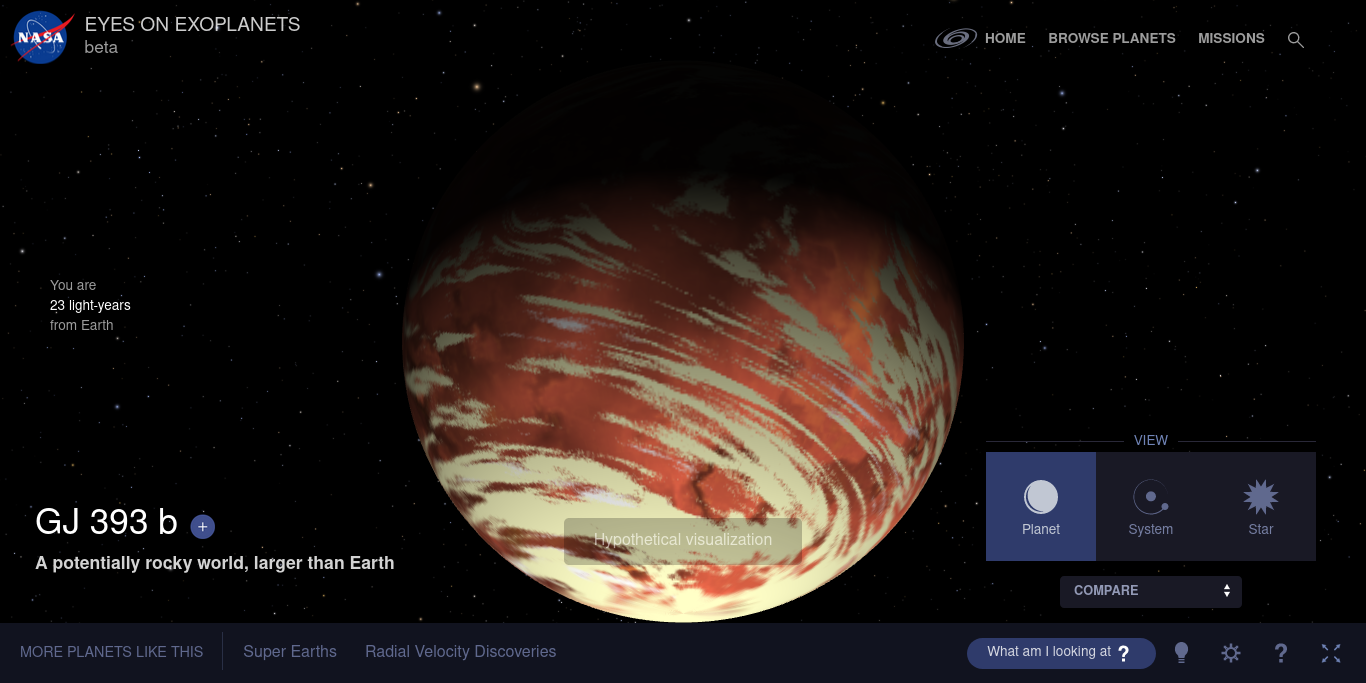 NASA
EYES ON EXOPLANETS
beta
HOME
BROWSE PLANETS
MISSIONS
You are
23 light-years
from Earth
VIEW
Planet
System
Star
GJ 393 b +
A potentially rocky world, larger than Earth
Hypothetical visualization
COMPARE
MORE PLANETS LIKE THIS
Super Earths
Radial Velocity Discoveries
What am I looking at ?
?